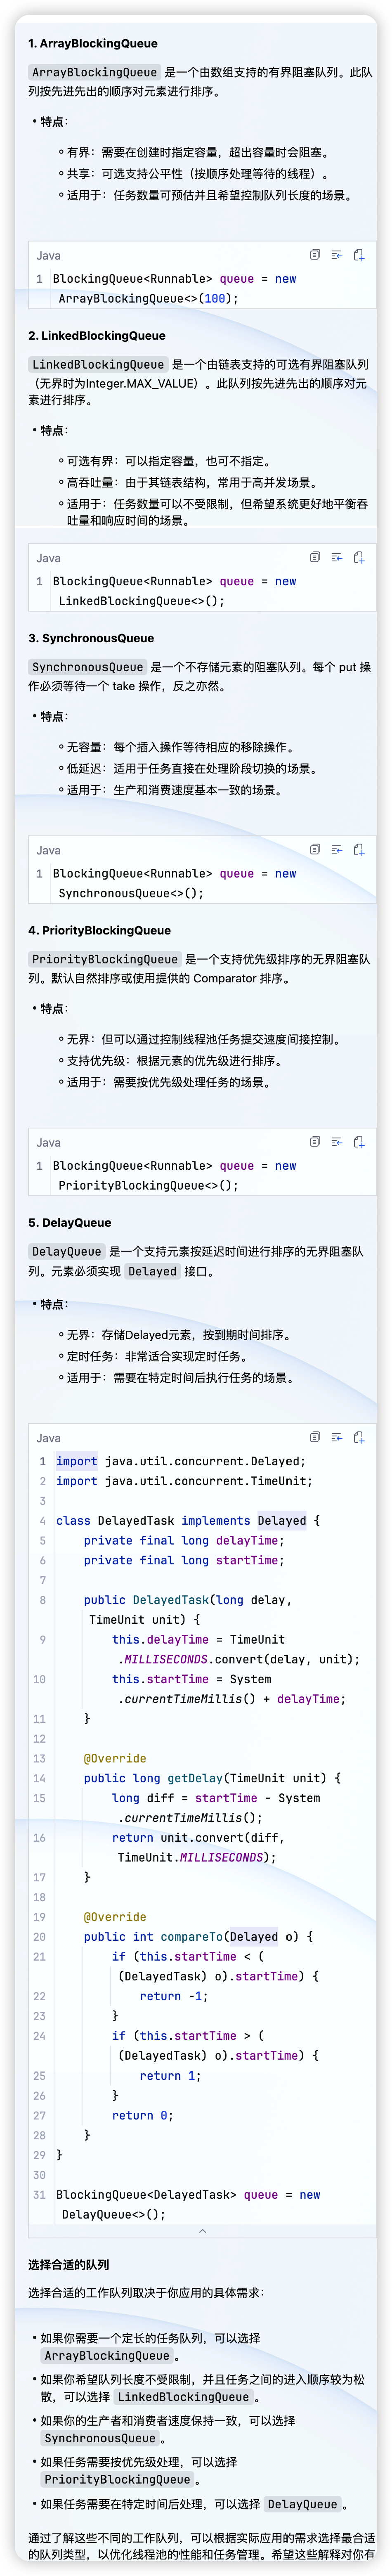 1. ArrayBlockingQueue
ArrayBlockingQueue 是一个由数组支持的有界阻塞队列。此队
列按先进先出的顺序对元素进行排序。
• 特点：
有界：需要在创建时指定容量，超出容量时会阻塞。
共享：可选支持公平性（按顺序处理等待的线程）。
适用于：任务数量可预估并且希望控制队列长度的场景。
Java
1 BlockingQueue<Runnable> queue = new
ArrayBlockingQueue<>(100);
2. LinkedBlockingQueue
LinkedBlockingQueue 是一个由链表支持的可选有界阻塞队列
（无界时为Integer.MAX_VALUE）。此队列按先进先出的顺序对元
素进行排序。
• 特点：
可选有界：可以指定容量，也可不指定。
高吞吐量：由于其链表结构，常用于高并发场景。
适用于：任务数量可以不受限制，但希望系统更好地平衡吞
吐量和响应时间的场景。
Java
1 BlockingQueue<Runnable> queue = new
LinkedBlockingQueue<>();
3. SynchronousQueue
SynchronousQueue 是一个不存储元素的阻塞队列。每个 put 操
作必须等待一个 take 操作，反之亦然。
• 特点：
无容量：每个插入操作等待相应的移除操作。
低延迟：适用于任务直接在处理阶段切换的场景。
适用于：生产和消费速度基本一致的场景。
Java
1 BlockingQueue<Runnable> queue = new
SynchronousQueue<>();
4. PriorityBlockingQueue
PriorityBlockingQueue 是一个支持优先级排序的无界阻塞队
列。默认自然排序或使用提供的 Comparator 排序。
• 特点：
无界：但可以通过控制线程池任务提交速度间接控制。
支持优先级：根据元素的优先级进行排序。
适用于：需要按优先级处理任务的场景。
Java
1 BlockingQueue<Runnable> queue = new
PriorityBlockingQueue<>();
5. DelayQueue
DelayQueue 是一个支持元素按延迟时间进行排序的无界阻塞队
列。元素必须实现 Delayed 接口。
• 特点：
无界：存储Delayed元素，按到期时间排序。
定时任务：非常适合实现定时任务。
适用于：需要在特定时间后执行任务的场景。
Java
1 import java.util.concurrent.Delayed;
2 import java.util.concurrent.TimeUnit;
3
4 class DelayedTask implements Delayed {
5 private final long delayTime;
6 private final long startTime;
7
8 public DelayedTask(long delay,
TimeUnit unit) {
9 this.delayTime = TimeUnit
.MILLISECONDS.convert(delay, unit);
10 this.startTime = System
.currentTimeMillis() + delayTime;
11 }
12
13 @Override
14 public long getDelay(TimeUnit unit) {
15 long diff = startTime - System
.currentTimeMillis();
16 return unit.convert(diff,
TimeUnit.MILLISECONDS);
17 }
18
19 @Override
20 public int compareTo(Delayed o) {
21 if (this.startTime < (
(DelayedTask) o).startTime) {
22 return -1;
23 }
24 if (this.startTime > (
(DelayedTask) o).startTime) {
25 return 1;
26 }
27 return 0;
28 }
29 }
30
31 BlockingQueue<DelayedTask> queue = new
DelayQueue<>();
选择合适的队列
选择合适的工作队列取决于你应用的具体需求：
• 如果你需要一个定长的任务队列，可以选择
ArrayBlockingQueue 。
• 如果你希望队列长度不受限制，并且任务之间的进入顺序较为松
散，可以选择 LinkedBlockingQueue 。
• 如果你的生产者和消费者速度保持一致，可以选择
SynchronousQueue 。
• 如果任务需要按优先级处理，可以选择
PriorityBlockingQueue 。
• 如果任务需要在特定时间后处理，可以选择 DelayQueue 。
通过了解这些不同的工作队列，可以根据实际应用的需求选择最合适
的队列类型，以优化线程池的性能和任务管理。希望这些解释对你有